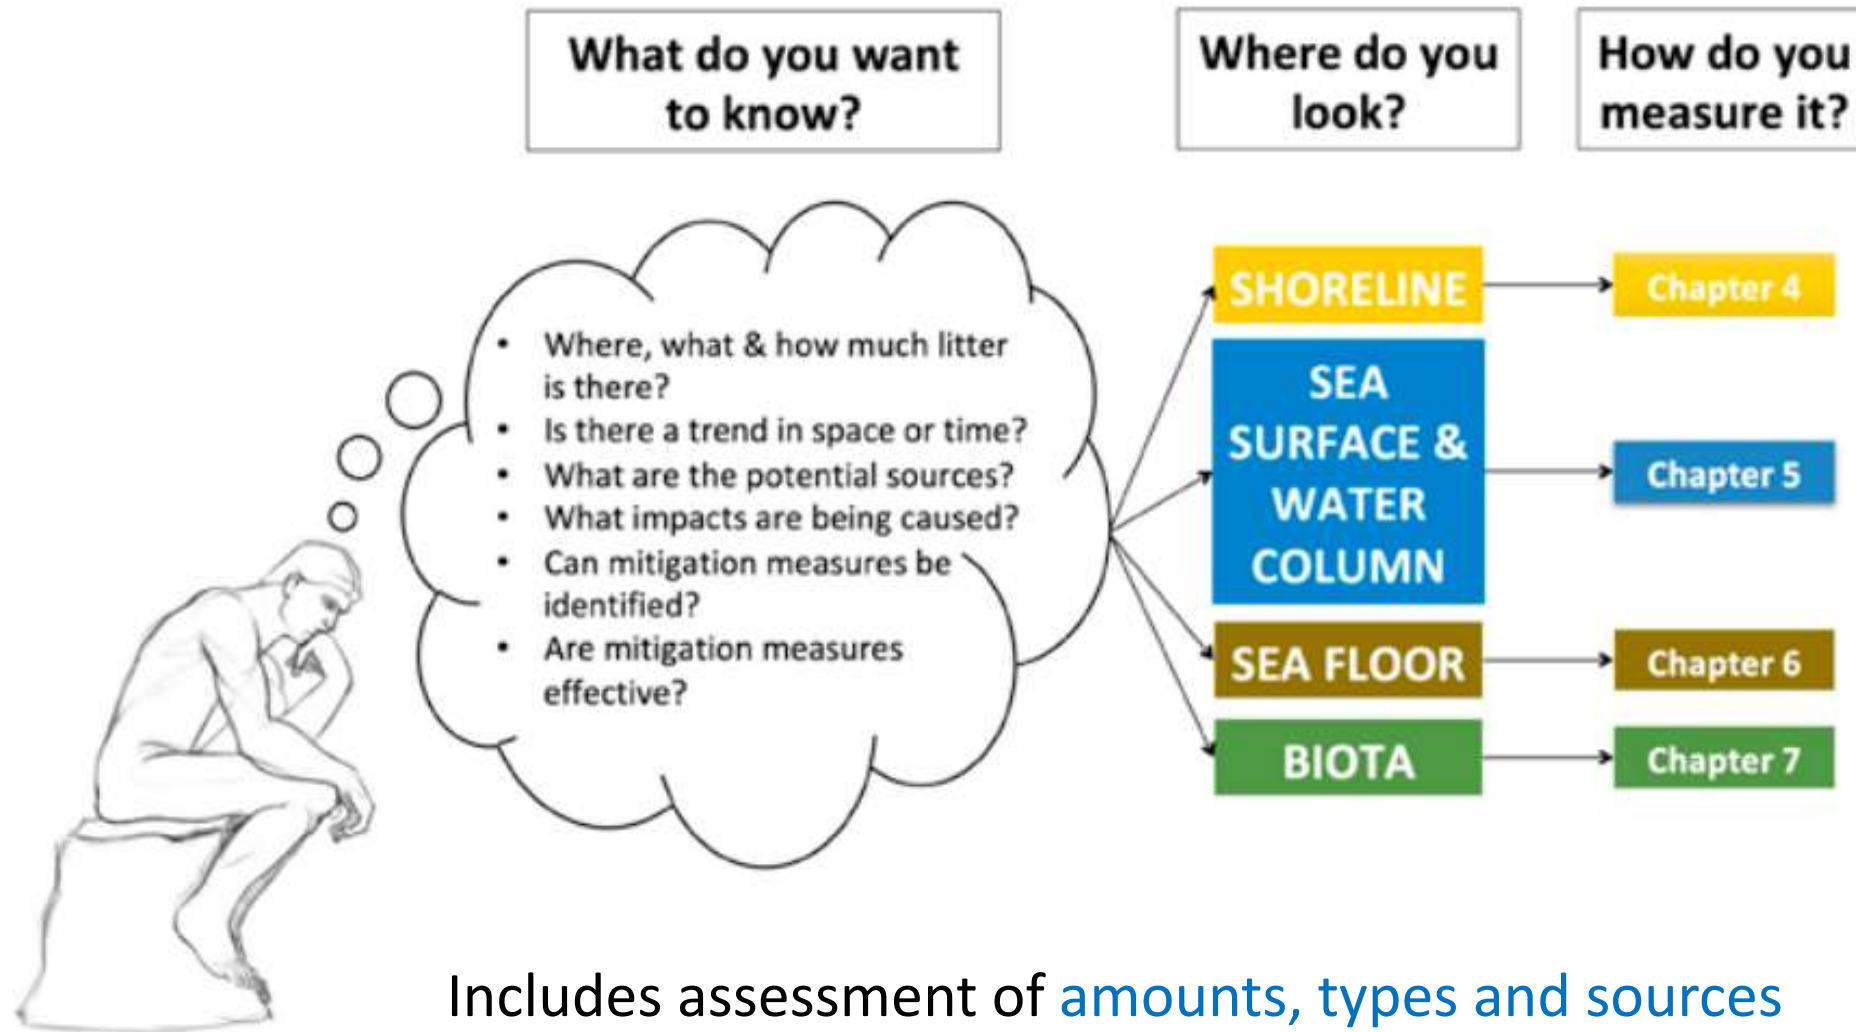 What do you want
to know?
Where do you
look?
How do you
measure it?
• Where, what & how much litter
is there?
• Is there a trend in space or time?
• What are the potential sources?
• What impacts are being caused?
• Can mitigation measures be
identified?
• Are mitigation measures
effective?
SHORELINE
Chapter 4
SEA
SURFACE &
WATER
COLUMN
Chapter 5
SEA FLOOR
Chapter 6
BIOTA
Chapter 7
Includes assessment of amounts, types and sources